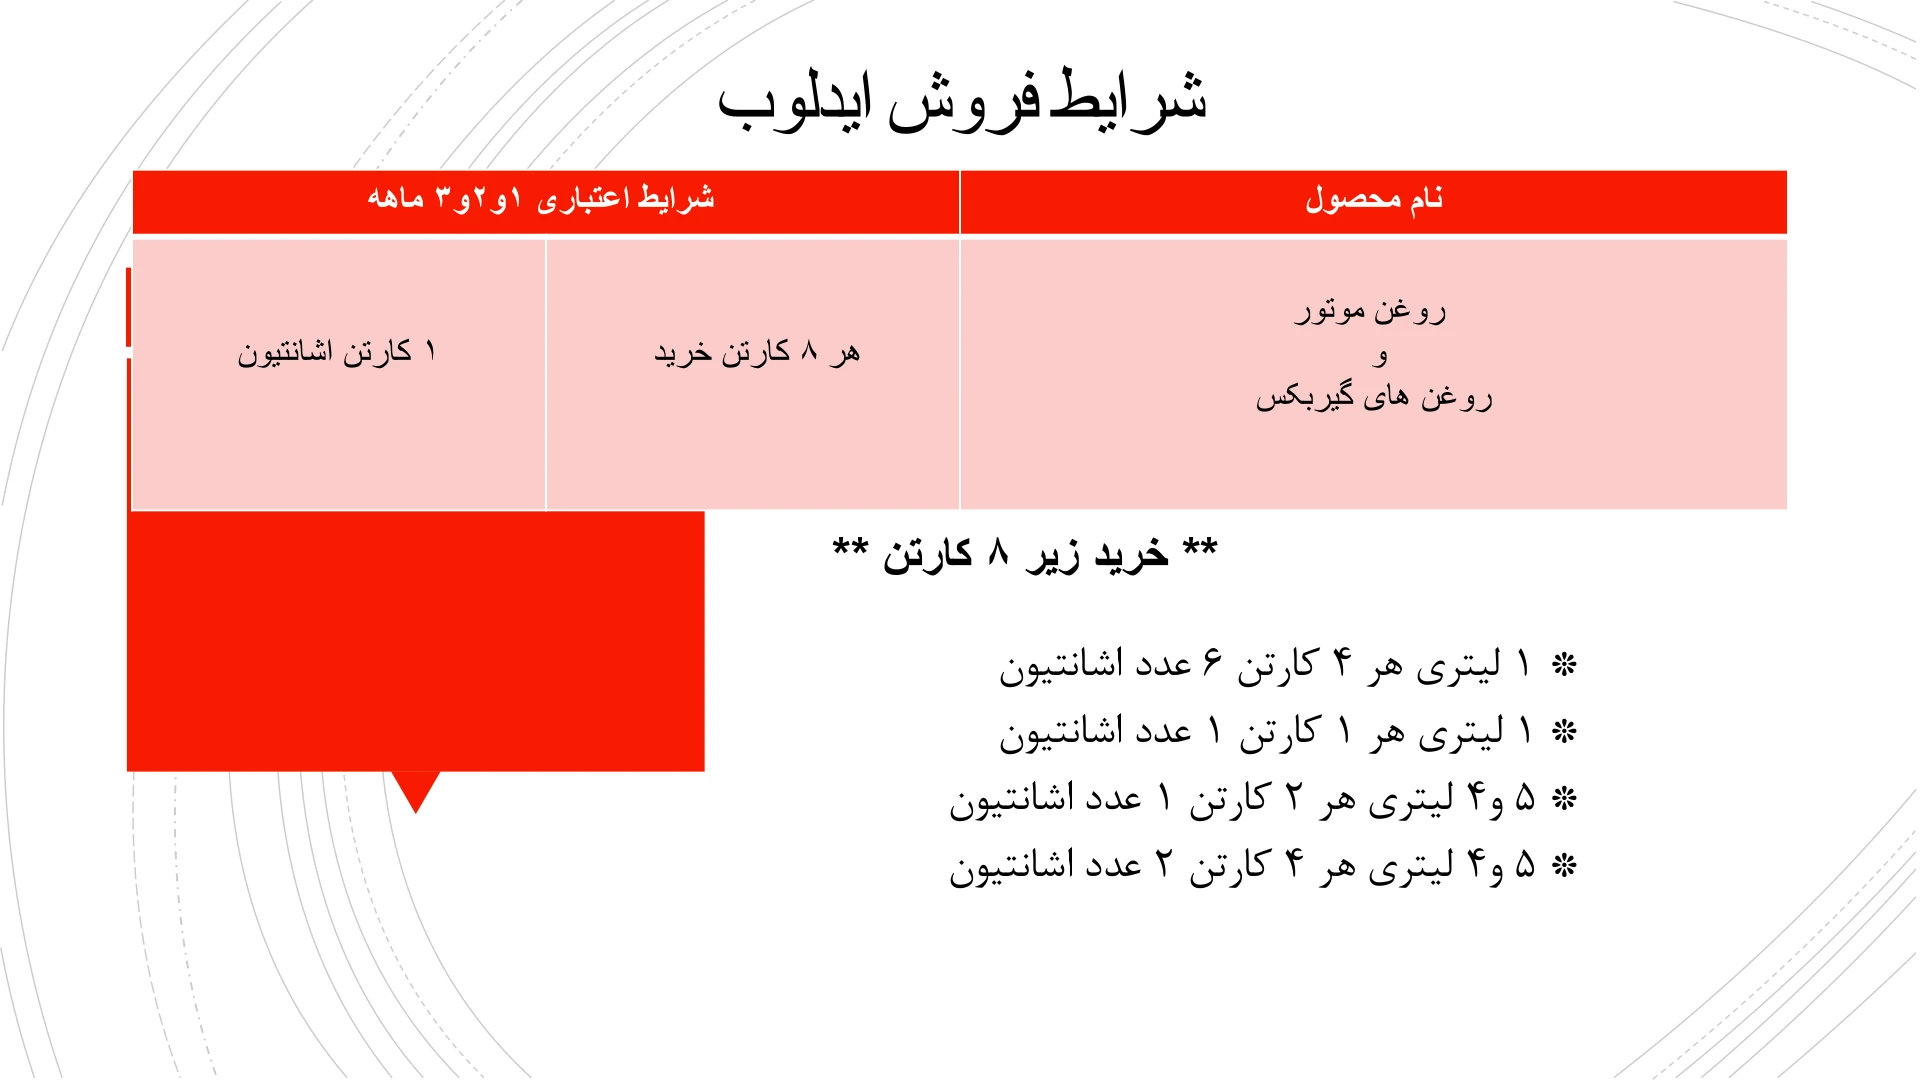 شرایط فروش ایدلوب
نام محصول
شرایط اعتباری ۱و۲و۳ ماهه
روغن موتور
و
روغن های گیربکس
هر ۸ کارتن خرید
۱ کارتن اشانتیون
** خرید زیر ۸ کارتن **
❊ ۱ لیتری هر ۴ کارتن ۶ عدد اشانتیون
❊ ۱ لیتری هر ۱ کارتن ۱ عدد اشانتیون
❊ ۵ و۴ لیتری هر ۲ کارتن ۱ عدد اشانتیون
❊ ۵ و۴ لیتری هر ۴ کارتن ۲ عدد اشانتیون